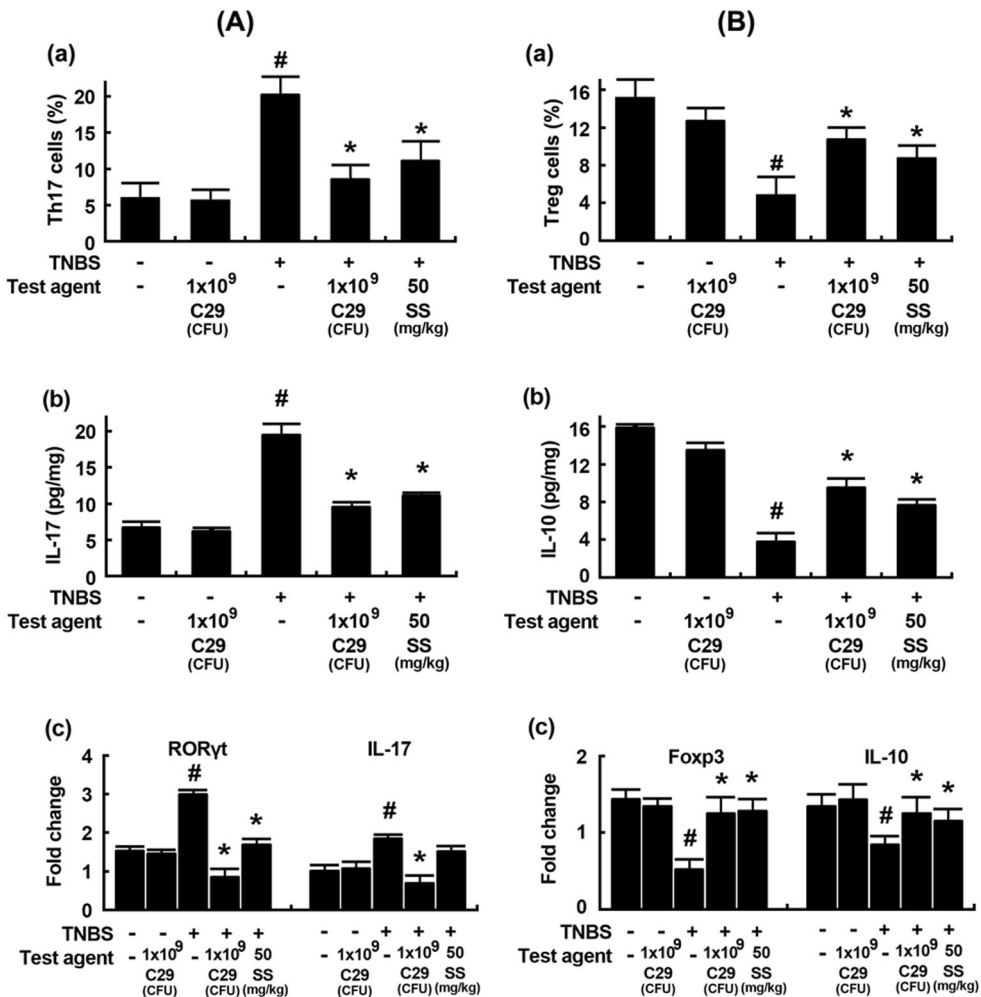 (A)
(a)
Th17 cells (%)
20
15
10
5
0
#
*
*
TNBS - - + + +
Test agent - 1x10⁹ - 1x10⁹ 50
C29 C29 SS
(CFU) (CFU) (mg/kg)
(b)
IL-17 (pg/mg)
20
15
10
5
0
#
*
*
TNBS - - + + +
Test agent - 1x10⁹ - 1x10⁹ 50
C29 C29 SS
(CFU) (CFU) (mg/kg)
(c)
RORγt IL-17
Fold change
4
3
2
1
0
#
*
*
#
*
TNBS - - + + + - - + + +
Test agent - 1x10⁹ - 1x10⁹ 50 - 1x10⁹ - 1x10⁹ 50
C29 C29 SS C29 C29 SS
(CFU) (CFU) (mg/kg) (CFU) (CFU) (mg/kg)
(B)
(a)
Treg cells (%)
16
12
8
4
0
#
*
*
TNBS - - + + +
Test agent - 1x10⁹ - 1x10⁹ 50
C29 C29 SS
(CFU) (CFU) (mg/kg)
(b)
IL-10 (pg/mg)
16
12
8
4
0
#
*
*
TNBS - - + + +
Test agent - 1x10⁹ - 1x10⁹ 50
C29 C29 SS
(CFU) (CFU) (mg/kg)
(c)
Foxp3 IL-10
Fold change
2
1
0
#
*
*
#
*
*
TNBS - - + + + - - + + +
Test agent - 1x10⁹ - 1x10⁹ 50 - 1x10⁹ - 1x10⁹ 50
C29 C29 SS C29 C29 SS
(CFU) (CFU) (mg/kg) (CFU) (CFU) (mg/kg)